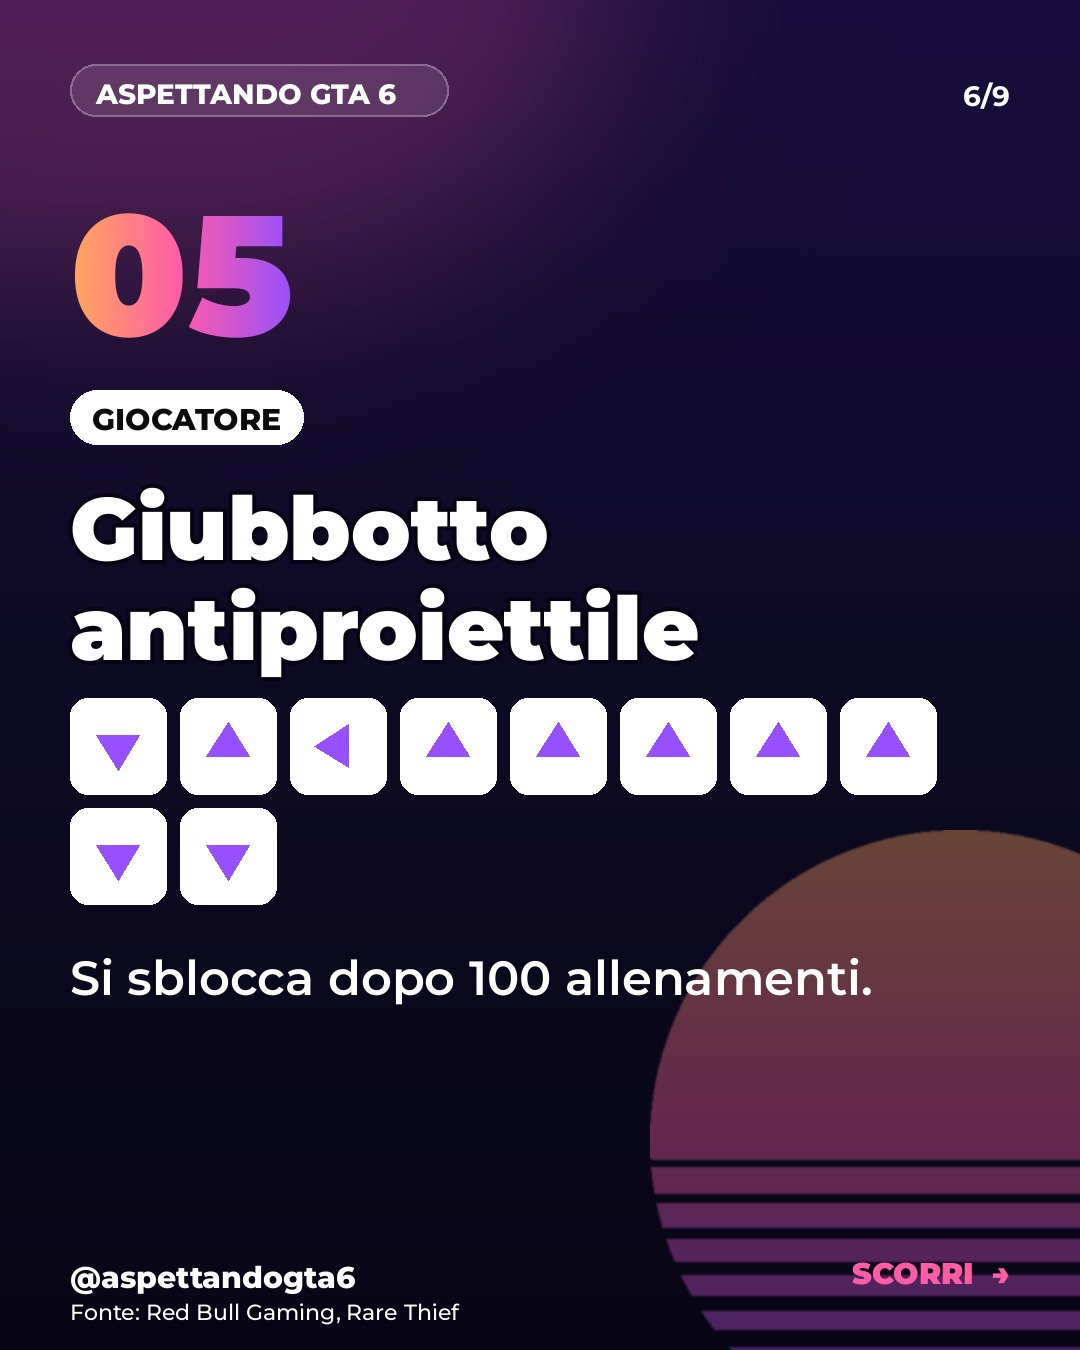 ASPETTANDO GTA 6
6/9
05
GIOCATORE
Giubbotto
antiproiettile
Si sblocca dopo 100 allenamenti.
@aspettandogta6
Fonte: Red Bull Gaming, Rare Thief
SCORRI →